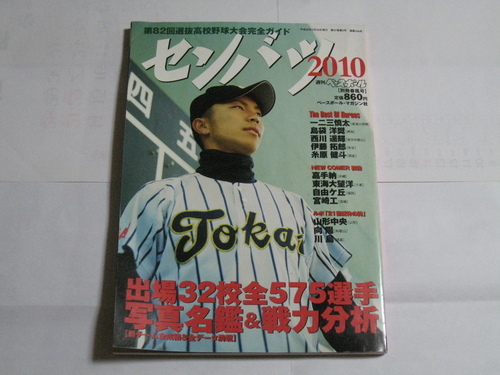 第82回選抜高校野球大会完全ガイド
センバツ
2010
週刊ベースボール
定価860円
ベースボール・マガジン社
四
五
The Best Of Heroes
一二三慎太
島袋 洋奨
西川 遥輝
伊藤 拓郎
糸原 健斗
NEW COMER
嘉手納
東海大望洋
自由ケ丘
宮崎工
山形中央
向陽
川島
Tokai
出場32校全575選手
写真名鑑&戦力分析